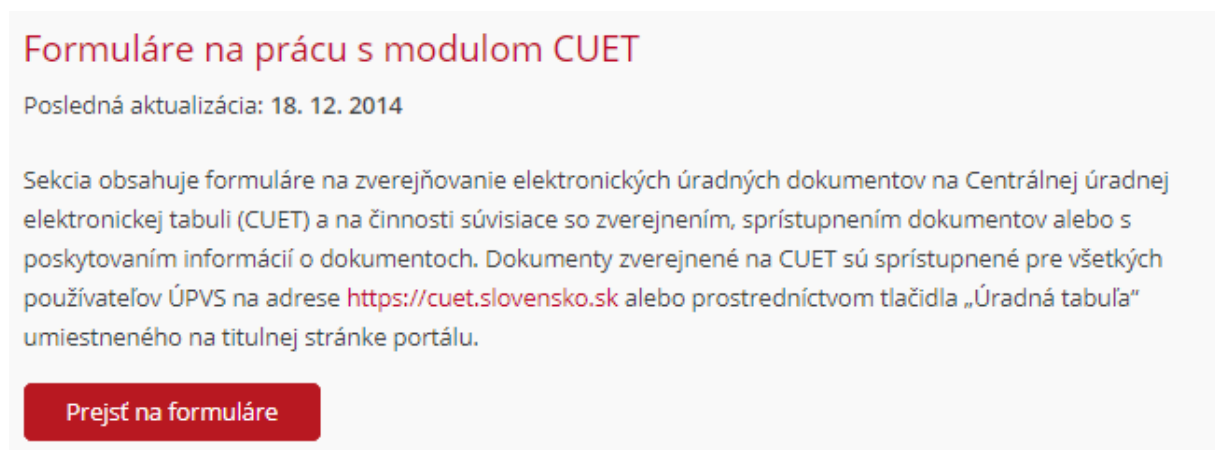 Formuláre na prácu s modulom CUET
Posledná aktualizácia: 18. 12. 2014
Sekcia obsahuje formuláre na zverejňovanie elektronických úradných dokumentov na Centrálnej úradnej
elektronickej tabuli (CUET) a na činnosti súvisiace so zverejnením, sprístupnením dokumentov alebo s
poskytovaním informácií o dokumentoch. Dokumenty zverejnené na CUET sú sprístupnené pre všetkých
používateľov ÚPVS na adrese https://cuet.slovensko.sk alebo prostredníctvom tlačidla „Úradná tabuľa“
umiestneného na titulnej stránke portálu.
Prejsť na formuláre